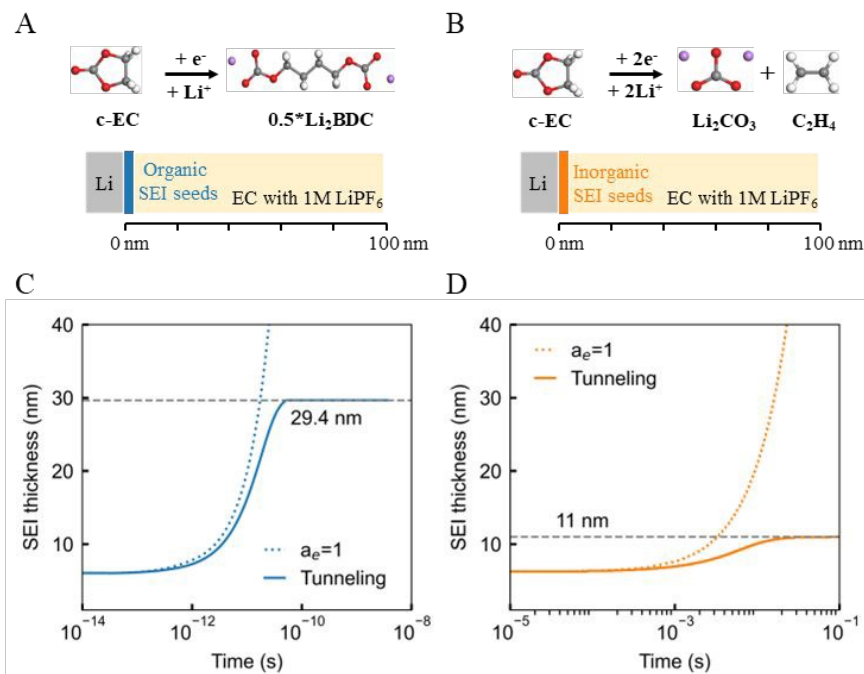 A
+ e⁻
+ Li⁺
c-EC
0.5*Li₂BDC
Li
Organic
SEI seeds
EC with 1M LiPF₆
0 nm
100 nm
B
+ 2e⁻
+ 2Li⁺
+
c-EC
Li₂CO₃
C₂H₄
Li
Inorganic
SEI seeds
EC with 1M LiPF₆
0 nm
100 nm
C
SEI thickness (nm)
40
30
20
10
29.4 nm
aₑ=1
Tunneling
10⁻¹⁴
10⁻¹²
10⁻¹⁰
10⁻⁸
Time (s)
D
SEI thickness (nm)
40
30
20
10
aₑ=1
Tunneling
11 nm
10⁻⁵
10⁻³
10⁻¹
Time (s)